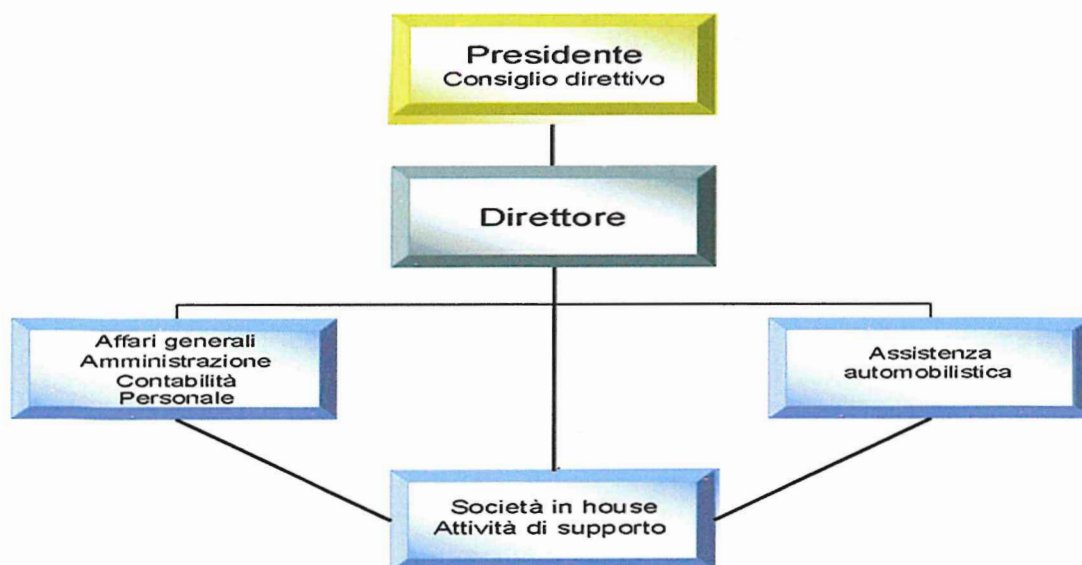 Presidente
Consiglio direttivo
Direttore
Affari generali
Amministrazione
Contabilità
Personale
Assistenza
automobilistica
Società in house
Attività di supporto